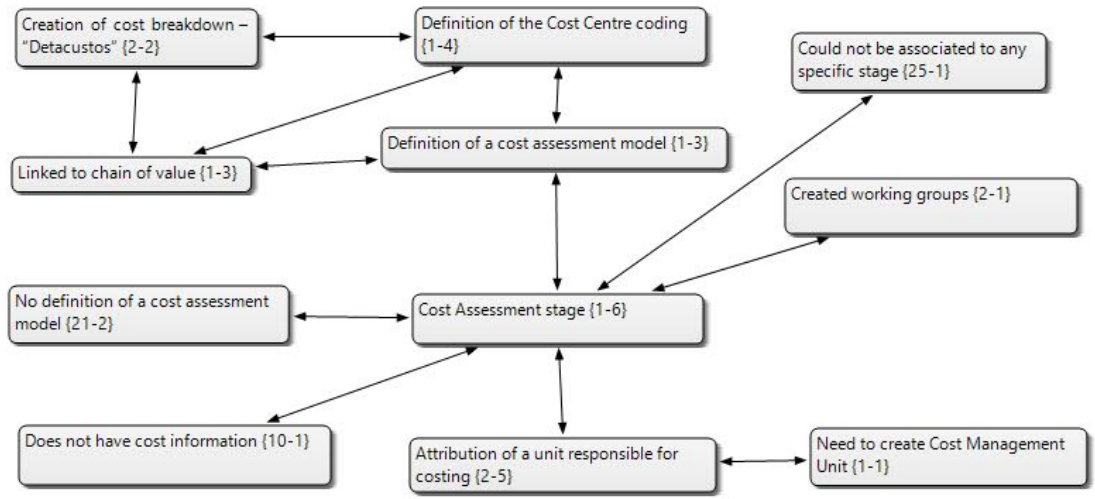 Creation of cost breakdown –
"Detacustos" {2-2}
Definition of the Cost Centre coding
{1-4}
Could not be associated to any
specific stage {25-1}
Linked to chain of value {1-3}
Definition of a cost assessment model {1-3}
Created working groups {2-1}
No definition of a cost assessment
model {21-2}
Cost Assessment stage {1-6}
Does not have cost information {10-1}
Attribution of a unit responsible for
costing {2-5}
Need to create Cost Management
Unit {1-1}